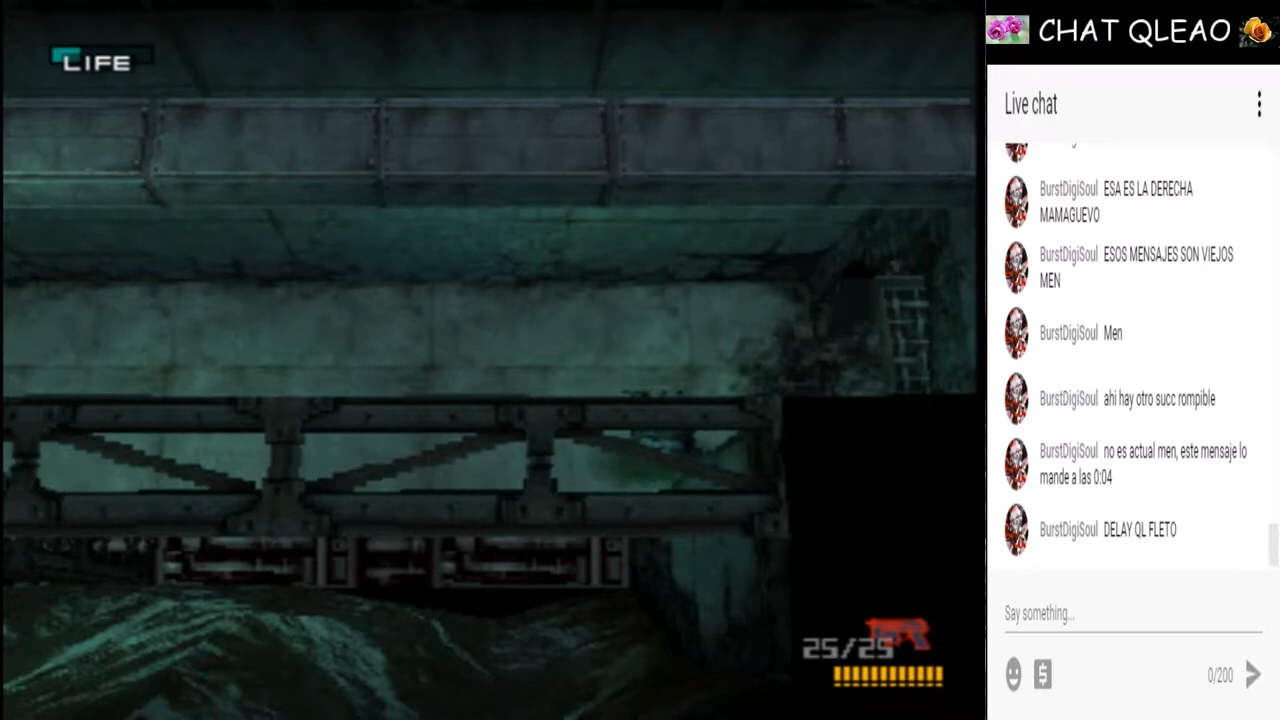 LIFE
25/25
CHAT QLEAO
Live chat
BurstDigiSoul ESA ES LA DERECHA
MAMAGUEVO
BurstDigiSoul ESOS MENSAJES SON VIEJOS
MEN
BurstDigiSoul Men
BurstDigiSoul ahi hay otro succ rompible
BurstDigiSoul no es actual men, este mensaje lo
mande a las 0:04
BurstDigiSoul DELAY QL FLETO
Say something...
0/200